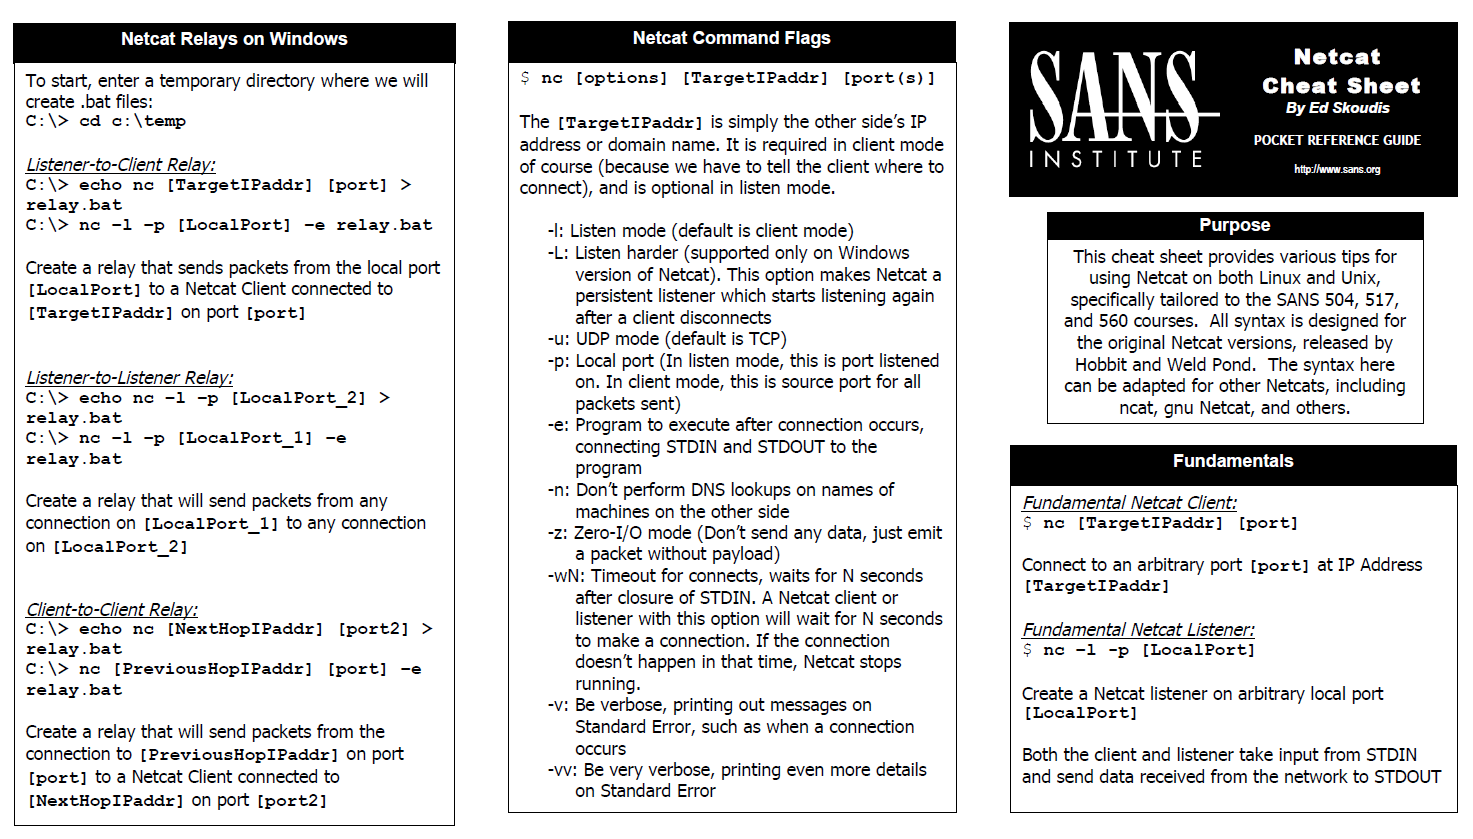 Netcat Relays on Windows
To start, enter a temporary directory where we will
create .bat files:
C:\> cd c:\temp
Listener-to-Client Relay:
C:\> echo nc [TargetIPaddr] [port] >
relay.bat
C:\> nc –l –p [LocalPort] –e relay.bat
Create a relay that sends packets from the local port
[LocalPort] to a Netcat Client connected to
[TargetIPaddr] on port [port]
Listener-to-Listener Relay:
C:\> echo nc –l –p [LocalPort_2] >
relay.bat
C:\> nc –l –p [LocalPort_1] –e
relay.bat
Create a relay that will send packets from any
connection on [LocalPort_1] to any connection
on [LocalPort_2]
Client-to-Client Relay:
C:\> echo nc [NextHopIPaddr] [port2] >
relay.bat
C:\> nc [PreviousHopIPaddr] [port] –e
relay.bat
Create a relay that will send packets from the
connection to [PreviousHopIPaddr] on port
[port] to a Netcat Client connected to
[NextHopIPaddr] on port [port2]
Netcat Command Flags
$ nc [options] [TargetIPaddr] [port(s)]
The [TargetIPaddr] is simply the other side's IP
address or domain name. It is required in client mode
of course (because we have to tell the client where to
connect), and is optional in listen mode.
-l: Listen mode (default is client mode)
-L: Listen harder (supported only on Windows
version of Netcat). This option makes Netcat a
persistent listener which starts listening again
after a client disconnects
-u: UDP mode (default is TCP)
-p: Local port (In listen mode, this is port listened
on. In client mode, this is source port for all
packets sent)
-e: Program to execute after connection occurs,
connecting STDIN and STDOUT to the
program
-n: Don't perform DNS lookups on names of
machines on the other side
-z: Zero-I/O mode (Don't send any data, just emit
a packet without payload)
-wN: Timeout for connects, waits for N seconds
after closure of STDIN. A Netcat client or
listener with this option will wait for N seconds
to make a connection. If the connection
doesn't happen in that time, Netcat stops
running.
-v: Be verbose, printing out messages on
Standard Error, such as when a connection
occurs
-vv: Be very verbose, printing even more details
on Standard Error
SANS
INSTITUTE
Netcat
Cheat Sheet
By Ed Skoudis
POCKET REFERENCE GUIDE
http://www.sans.org
Purpose
This cheat sheet provides various tips for
using Netcat on both Linux and Unix,
specifically tailored to the SANS 504, 517,
and 560 courses. All syntax is designed for
the original Netcat versions, released by
Hobbit and Weld Pond. The syntax here
can be adapted for other Netcats, including
ncat, gnu Netcat, and others.
Fundamentals
Fundamental Netcat Client:
$ nc [TargetIPaddr] [port]
Connect to an arbitrary port [port] at IP Address
[TargetIPaddr]
Fundamental Netcat Listener:
$ nc –l -p [LocalPort]
Create a Netcat listener on arbitrary local port
[LocalPort]
Both the client and listener take input from STDIN
and send data received from the network to STDOUT